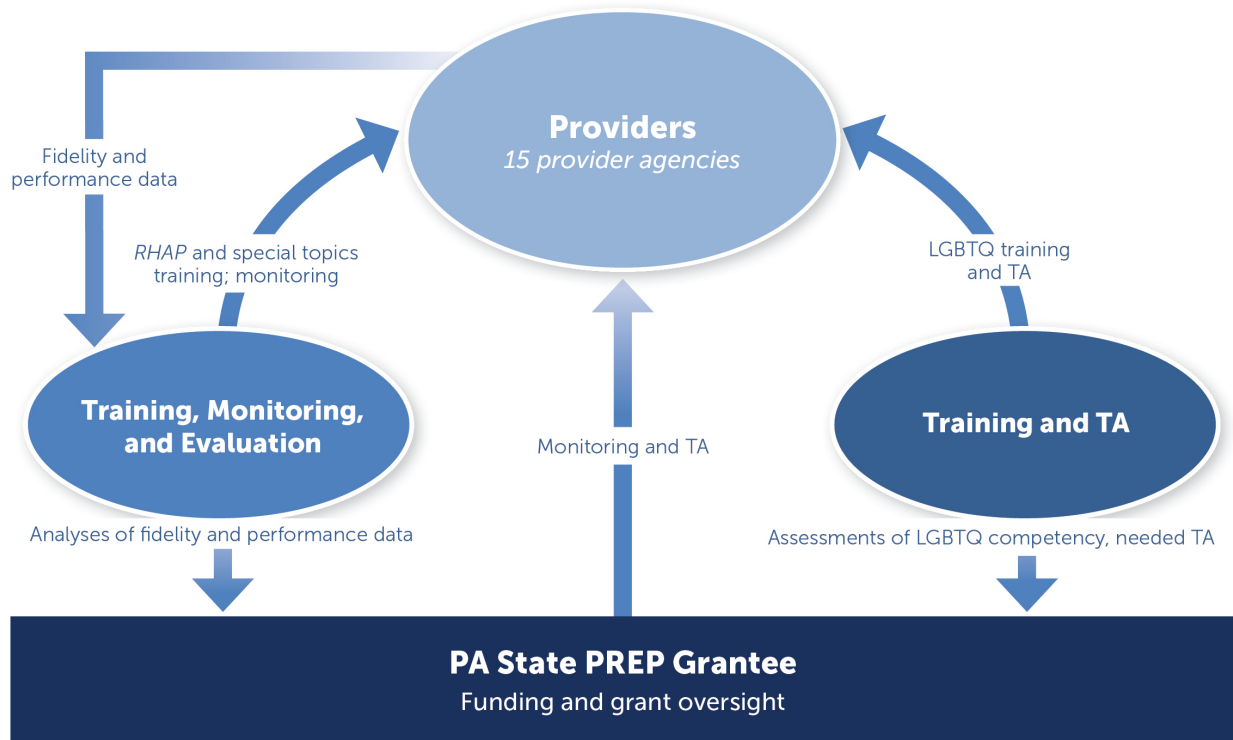 Providers
15 provider agencies
Fidelity and
performance data
RHAP and special topics
training; monitoring
LGBTQ training
and TA
Training, Monitoring,
and Evaluation
Monitoring and TA
Training and TA
Analyses of fidelity and performance data
Assessments of LGBTQ competency, needed TA
PA State PREP Grantee
Funding and grant oversight